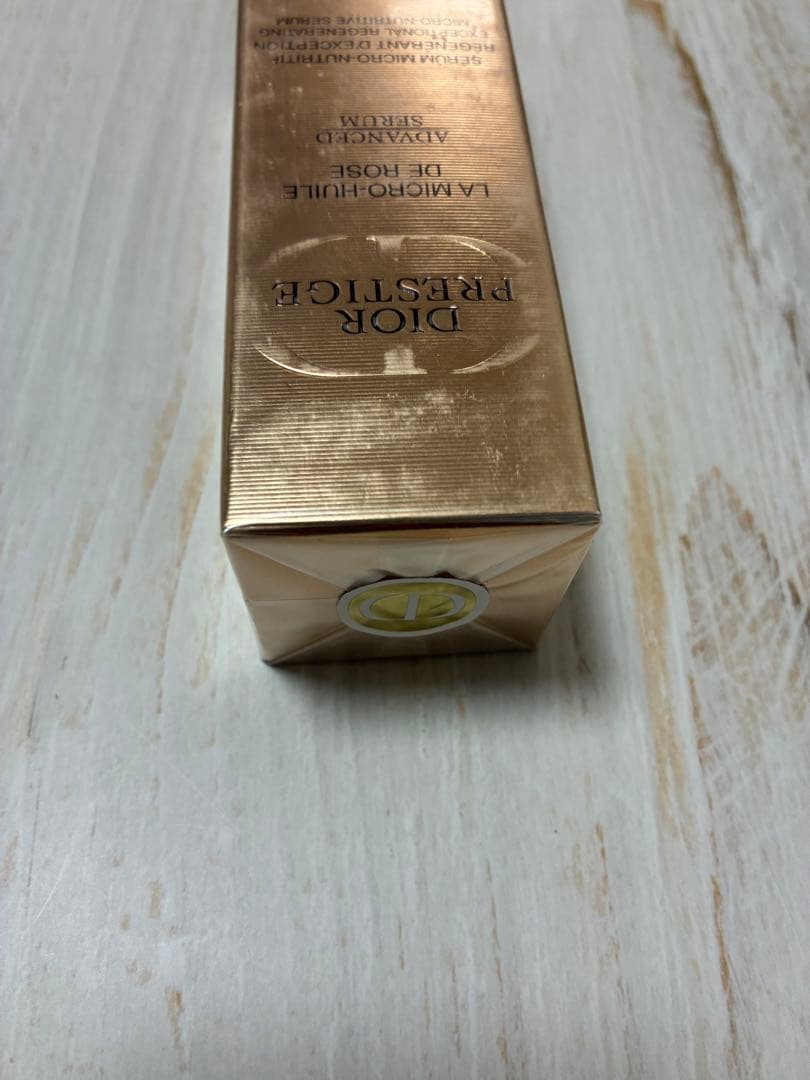 DIOR
PRESTIGE
LA MICRO-HUILE
DE ROSE
ADVANCED
SERUM
SÉRUM MICRO-NUTRITIF
RÉGÉNÉRANT D'EXCEPTION
EXCEPTIONAL REGENERATING
MICRO-NUTRITIVE SERUM
CD